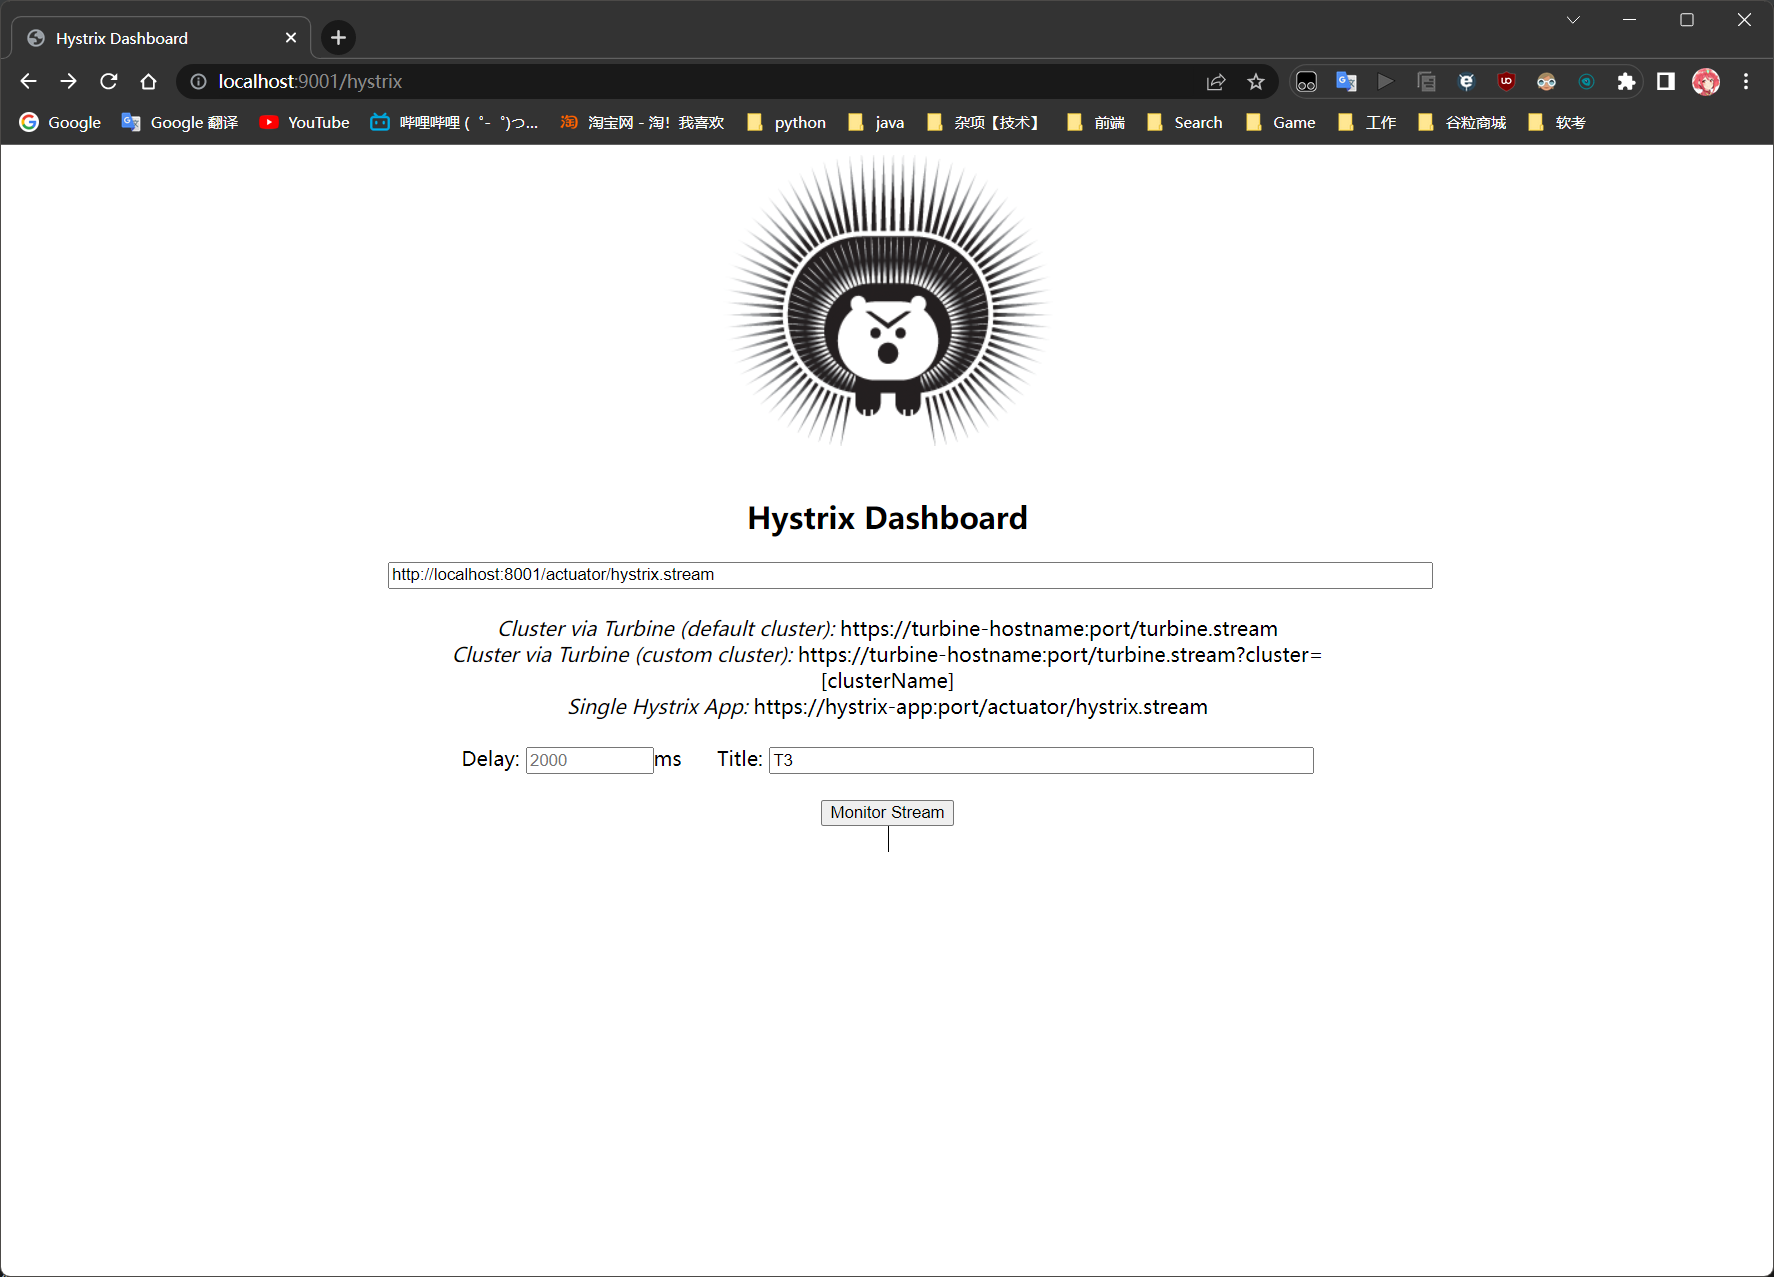 Hystrix Dashboard
localhost:9001/hystrix
Google
Google 翻译
YouTube
哔哩哔哩 ( ゜- ゜)つ...
淘 淘宝网 - 淘！我喜欢
python
java
杂项【技术】
前端
Search
Game
工作
谷粒商城
软考
Hystrix Dashboard
http://localhost:8001/actuator/hystrix.stream
Cluster via Turbine (default cluster): https://turbine-hostname:port/turbine.stream
Cluster via Turbine (custom cluster): https://turbine-hostname:port/turbine.stream?cluster=
[clusterName]
Single Hystrix App: https://hystrix-app:port/actuator/hystrix.stream
Delay: 2000 ms Title: T3
Monitor Stream